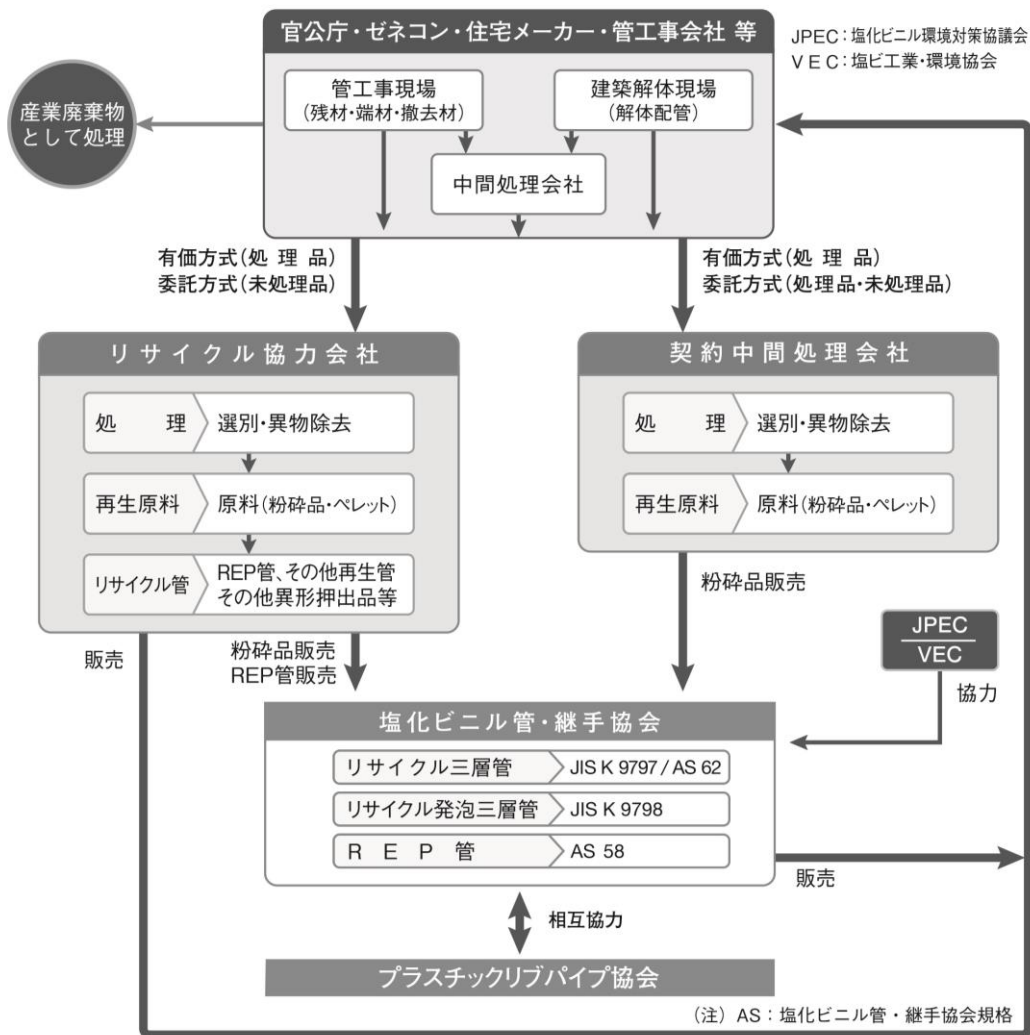 官公庁・ゼネコン・住宅メーカー・管工事会社 等
JPEC：塩化ビニル環境対策協議会
VEC：塩ビ工業・環境協会
産業廃棄物
として処理
管工事現場
(残材・端材・撤去材)
建築解体現場
(解体配管)
中間処理会社
有価方式(処理品)
委託方式(未処理品)
有価方式(処理品)
委託方式(処理品・未処理品)
リサイクル協力会社
処理 選別・異物除去
再生原料 原料(粉砕品・ペレット)
リサイクル管 REP管、その他再生管
その他異形押出品等
契約中間処理会社
処理 選別・異物除去
再生原料 原料(粉砕品・ペレット)
販売
粉砕品販売
REP管販売
粉砕品販売
JPEC
VEC
協力
塩化ビニル管・継手協会
リサイクル三層管 JIS K 9797 / AS 62
リサイクル発泡三層管 JIS K 9798
REP管 AS 58
販売
相互協力
プラスチックリブパイプ協会
(注) AS：塩化ビニル管・継手協会規格